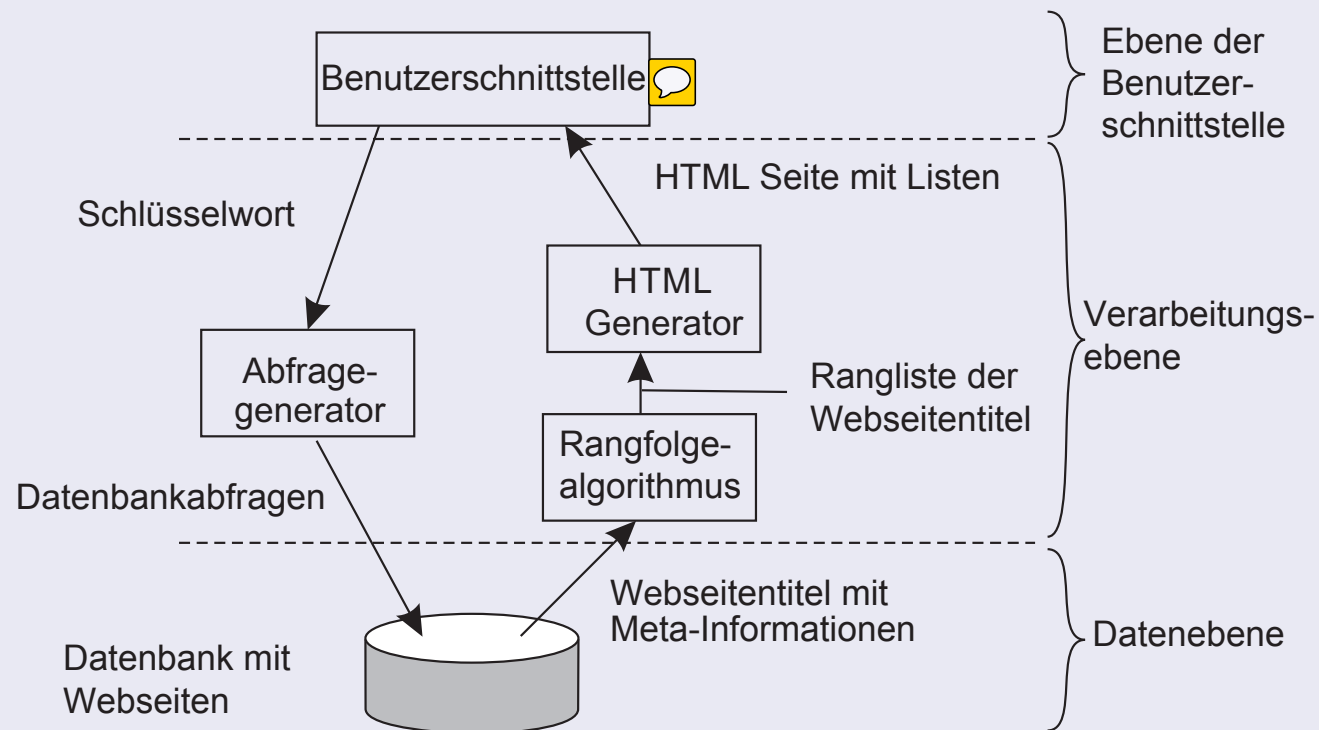 Benutzerschnittstelle
Ebene der
Benutzer-
schnittstelle
HTML Seite mit Listen
Schlüsselwort
HTML
Generator
Verarbeitungs-
ebene
Abfrage-
generator
Rangliste der
Webseitentitel
Rangfolge-
algorithmus
Datenbankabfragen
Webseitentitel mit
Meta-Informationen
Datenebene
Datenbank mit
Webseiten